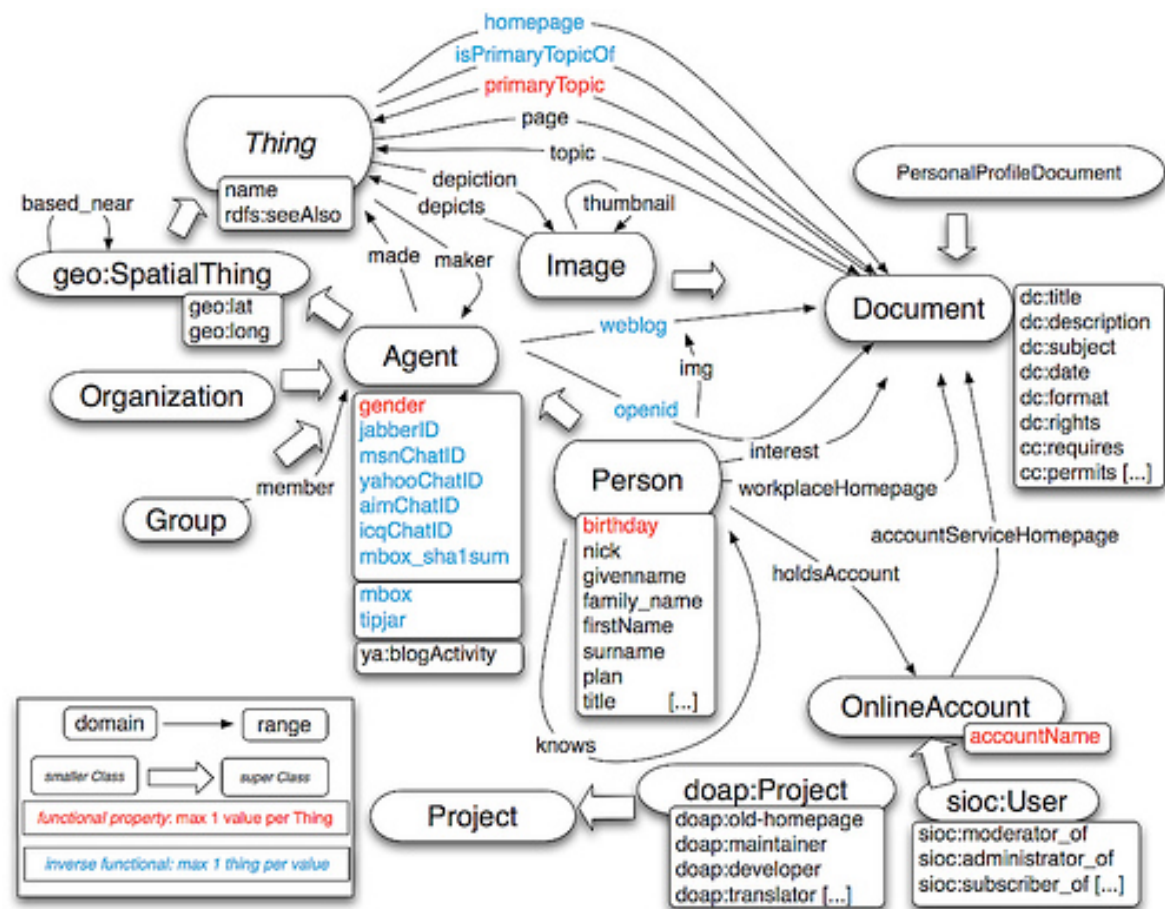 homepage
isPrimaryTopicOf
primaryTopic
page
topic
Thing
name
rdfs:seeAlso
depiction
depicts
thumbnail
Image
PersonalProfileDocument
based_near
geo:SpatialThing
geo:lat
geo:long
made
maker
Document
dc:title
dc:description
dc:subject
dc:date
dc:format
dc:rights
cc:requires
cc:permits [...]
weblog
img
openid
Agent
gender
jabberID
msnChatID
yahooChatID
aimChatID
icqChatID
mbox_sha1sum
mbox
tipjar
ya:blogActivity
Organization
Group
member
Person
birthday
nick
givenname
family_name
firstName
surname
plan
title [...]
interest
workplaceHomepage
accountServiceHomepage
holdsAccount
knows
OnlineAccount
accountName
sioc:User
sioc:moderator_of
sioc:administrator_of
sioc:subscriber_of [...]
Project
doap:Project
doap:old-homepage
doap:maintainer
doap:developer
doap:translator [...]
domain
range
smaller Class
super Class
functional property: max 1 value per Thing
inverse functional: max 1 thing per value